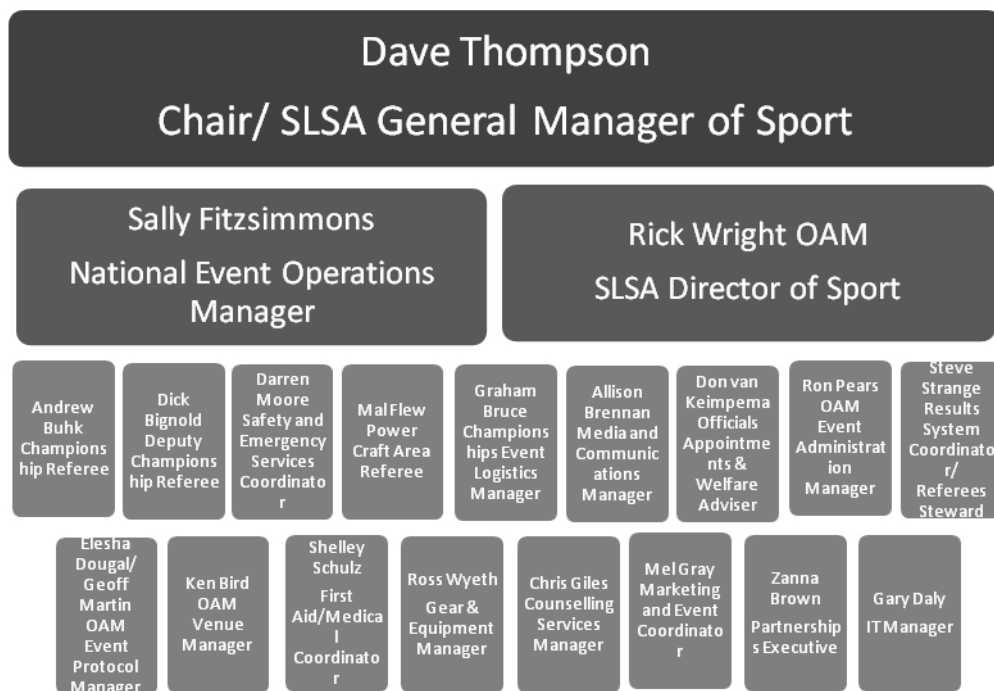 Dave Thompson
Chair/ SLSA General Manager of Sport
Sally Fitzsimmons
National Event Operations
Manager
Rick Wright OAM
SLSA Director of Sport
Andrew
Buhk
Champions
hip Referee
Dick
Bignold
Deputy
Champions
hip Referee
Darren
Moore
Safety and
Emergency
Services
Coordinato
r
Mal Flew
Power
Craft Area
Referee
Graham
Bruce
Champions
hips Event
Logistics
Manager
Allison
Brennan
Media and
Communic
ations
Manager
Don van
Keimpema
Officials
Appointme
nts &
Welfare
Adviser
Ron Pears
OAM
Event
Administrat
ion
Manager
Steve
Strange
Results
System
Coordinato
r/
Referees
Steward
Elesha
Dougal/
Geoff
Martin
OAM
Event
Protocol
Manager
Ken Bird
OAM
Venue
Manager
Shelley
Schulz
First
Aid/Medica
l
Coordinato
r
Ross Wyeth
Gear &
Equipment
Manager
Chris Giles
Counselling
Services
Manager
Mel Gray
Marketing
and Event
Coordinato
r
Zanna
Brown
Partnership
s Executive
Gary Daly
IT Manager